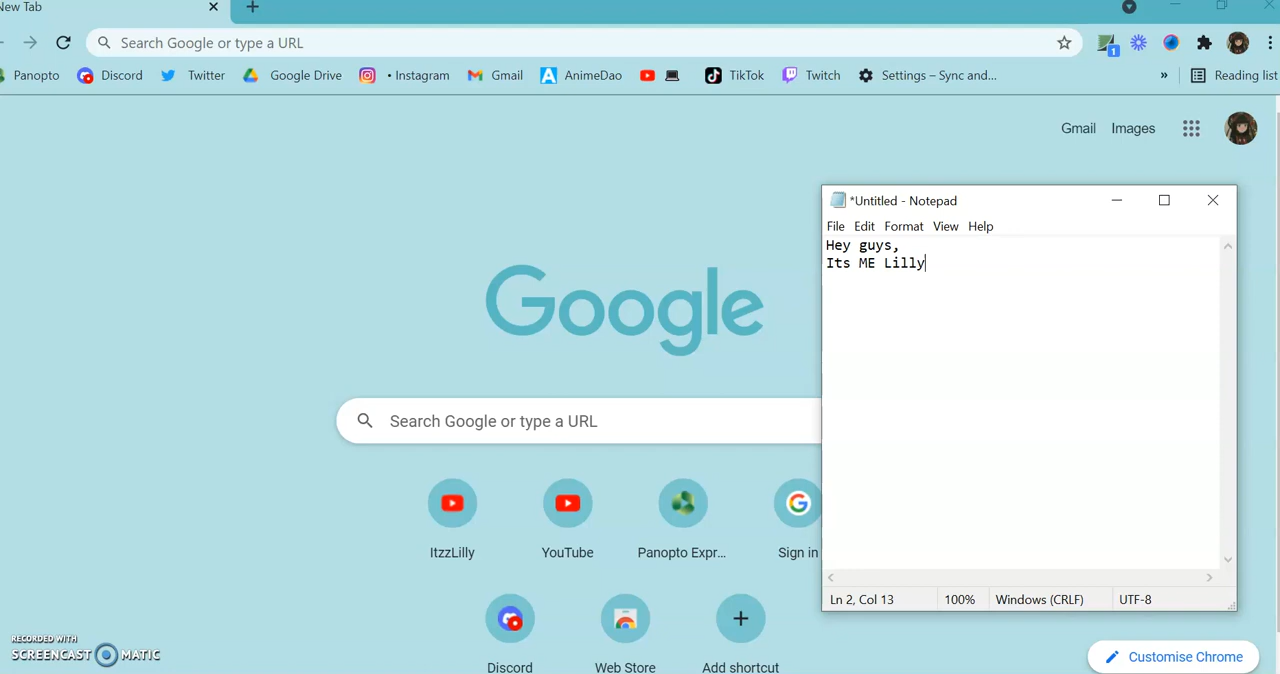 New Tab
Search Google or type a URL
1
Panopto Discord Twitter Google Drive • Instagram Gmail AnimeDao TikTok Twitch Settings – Sync and... » Reading list
Gmail Images
*Untitled - Notepad
File Edit Format View Help
Hey guys,
Its ME Lilly
Google
Search Google or type a URL
ItzzLilly YouTube Panopto Expr... Sign in
Discord Web Store Add shortcut
Ln 2, Col 13 100% Windows (CRLF) UTF-8
Customise Chrome
RECORDED WITH
SCREENCAST MATIC